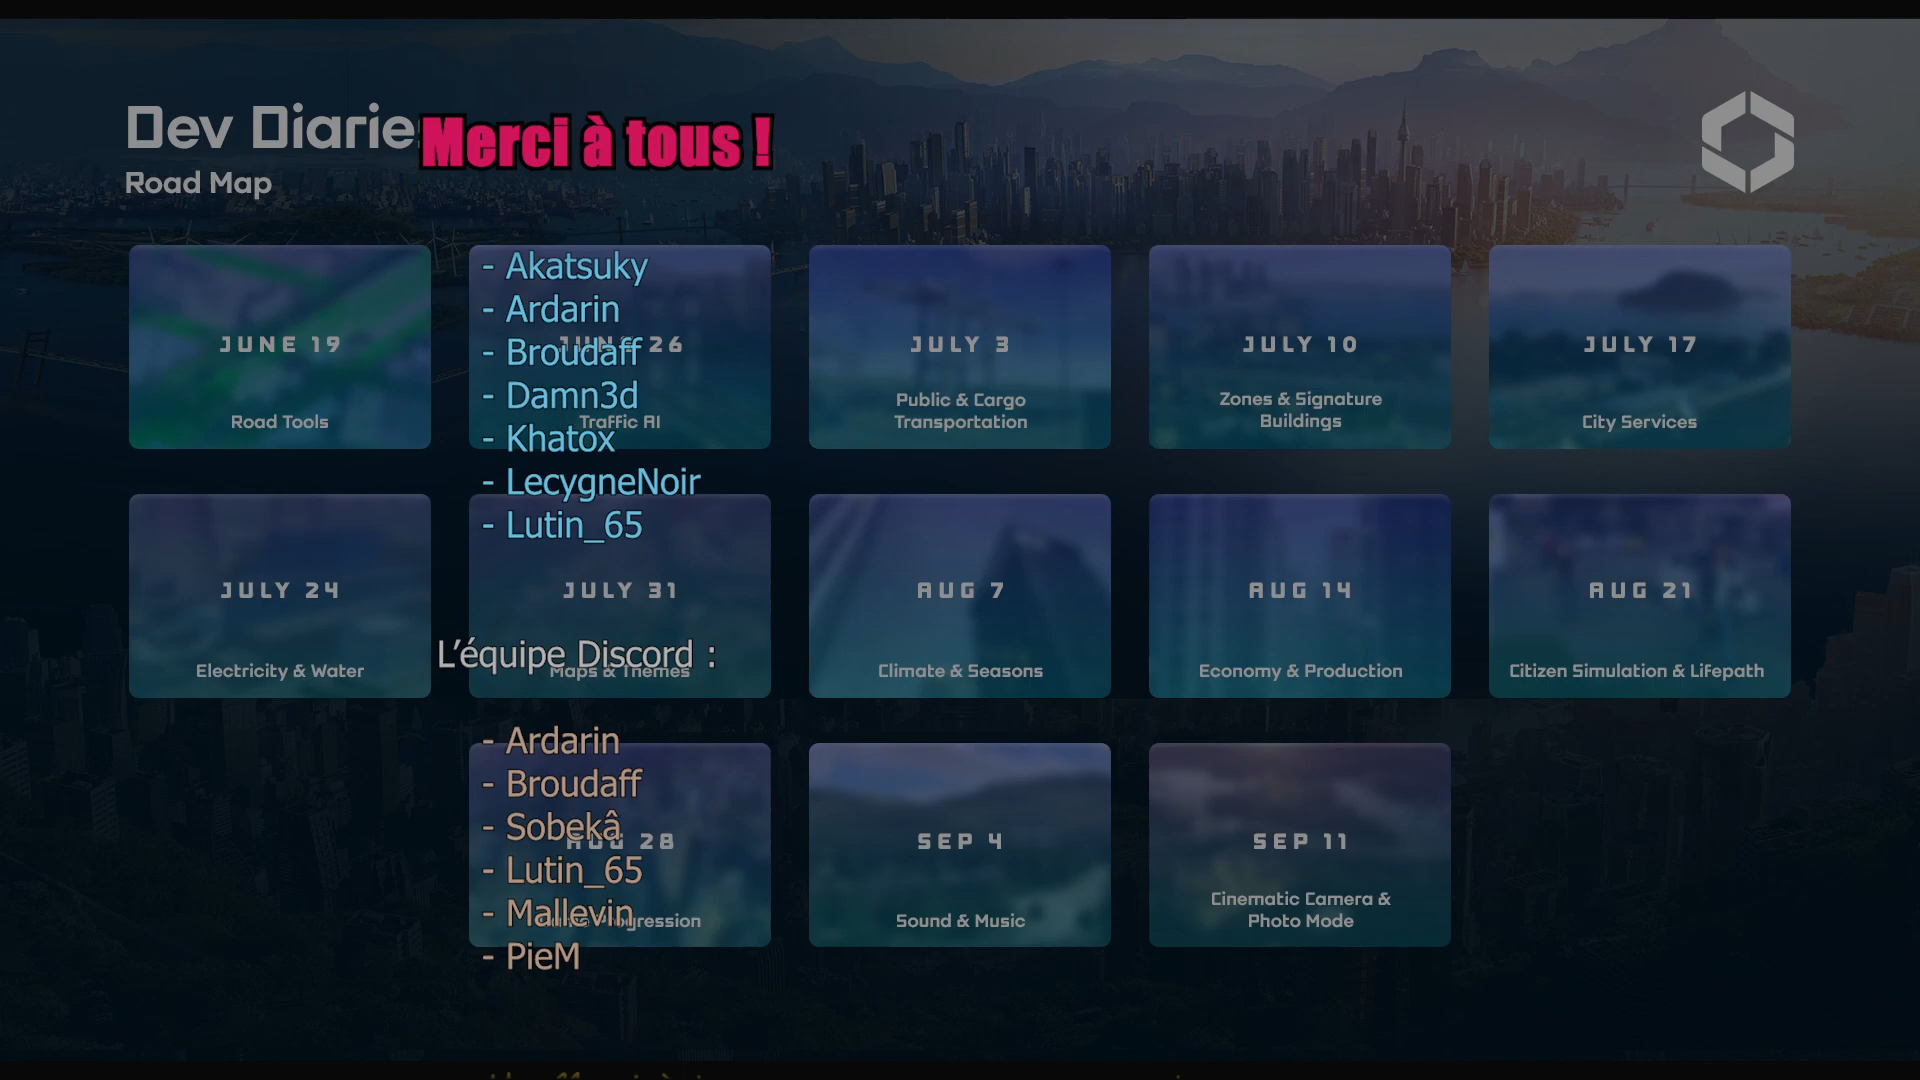 Dev Diarie
Merci à tous !
Road Map
JUNE 19
Road Tools
26
Traffic AI
JULY 3
Public & Cargo
Transportation
JULY 10
Zones & Signature
Buildings
JULY 17
City Services
- Akatsuky
- Ardarin
- Broudaff
- Damn3d
- Khatox
- LecygneNoir
- Lutin_65
JULY 24
Electricity & Water
JULY 31
Maps & Themes
AUG 7
Climate & Seasons
AUG 14
Economy & Production
AUG 21
Citizen Simulation & Lifepath
L'équipe Discord :
- Ardarin
- Broudaff
- Sobekâ
- Lutin_65
- Mallevin
- PieM
AUG 28
SEP 4
Sound & Music
SEP 11
Cinematic Camera &
Photo Mode